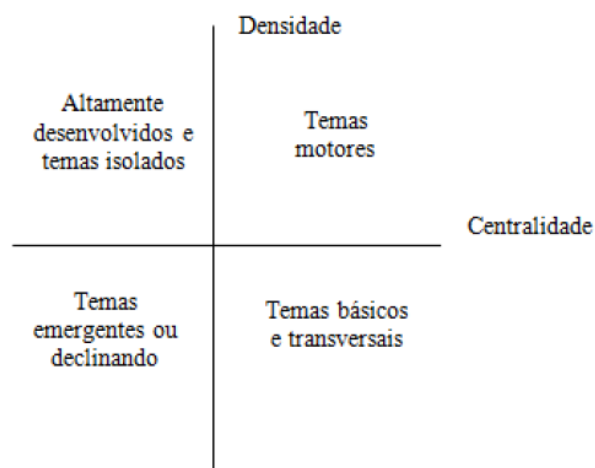 Densidade
Altamente
desenvolvidos e
temas isolados
Temas
motores
Centralidade
Temas
emergentes ou
declinando
Temas básicos
e transversais